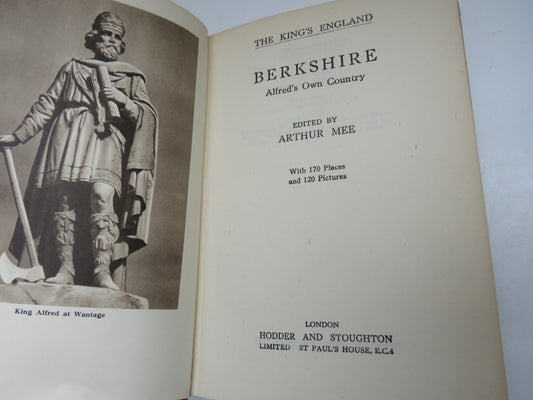 King Alfred at Wantage
THE KING'S ENGLAND
BERKSHIRE
Alfred's Own Country
EDITED BY
ARTHUR MEE
With 170 Places
and 120 Pictures
LONDON
HODDER AND STOUGHTON
LIMITED ST PAUL'S HOUSE, E.C.4